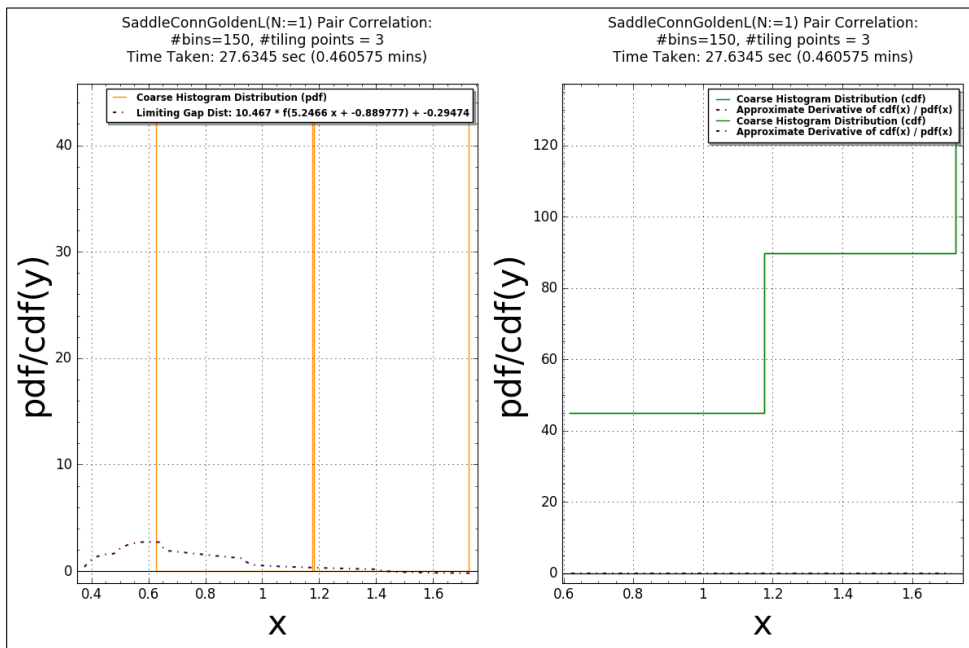 SaddleConnGoldenL(N:=1) Pair Correlation:
#bins=150, #tiling points = 3
Time Taken: 27.6345 sec (0.460575 mins)
Coarse Histogram Distribution (pdf)
Limiting Gap Dist: 10.467 * f(5.2466 x + -0.889777) + -0.29474
pdf/cdf(y)
40
30
20
10
0
0.4
0.6
0.8
1
1.2
1.4
1.6
x
SaddleConnGoldenL(N:=1) Pair Correlation:
#bins=150, #tiling points = 3
Time Taken: 27.6345 sec (0.460575 mins)
Coarse Histogram Distribution (cdf)
Approximate Derivative of cdf(x) / pdf(x)
Coarse Histogram Distribution (cdf)
Approximate Derivative of cdf(x) / pdf(x)
pdf/cdf(y)
120
100
80
60
40
20
0
0.6
0.8
1
1.2
1.4
1.6
x